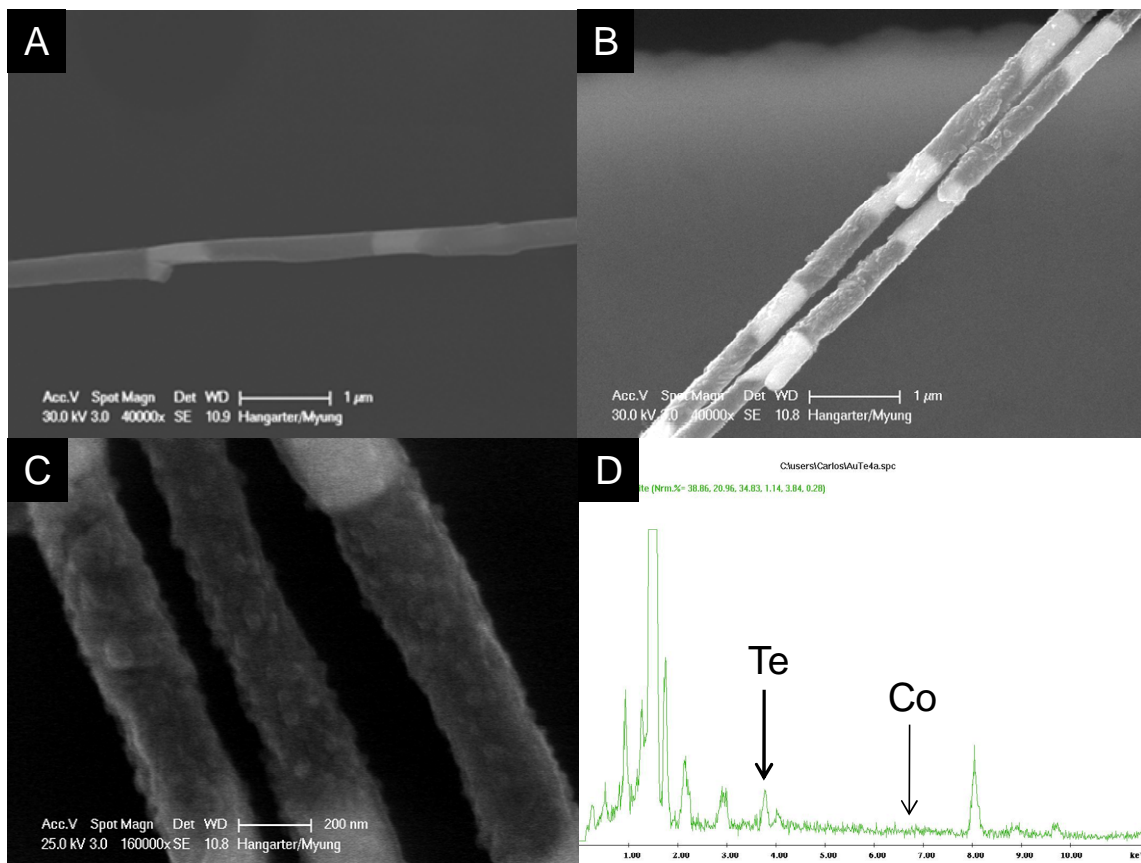 A
Acc.V Spot Magn Det WD 1 µm
30.0 kV 3.0 40000x SE 10.9 Hangarter/Myung
B
Acc.V Spot Magn Det WD 1 µm
30.0 kV 3.0 40000x SE 10.8 Hangarter/Myung
C
Acc.V Spot Magn Det WD 200 nm
25.0 kV 3.0 160000x SE 10.8 Hangarter/Myung
D
C:\users\Carlos\AuTe4a.spc
(Nrm.%= 38.86, 20.96, 34.83, 1.14, 3.84, 0.28)
Te
Co
1.00 2.00 3.00 4.00 5.00 6.00 7.00 8.00 9.00 10.00